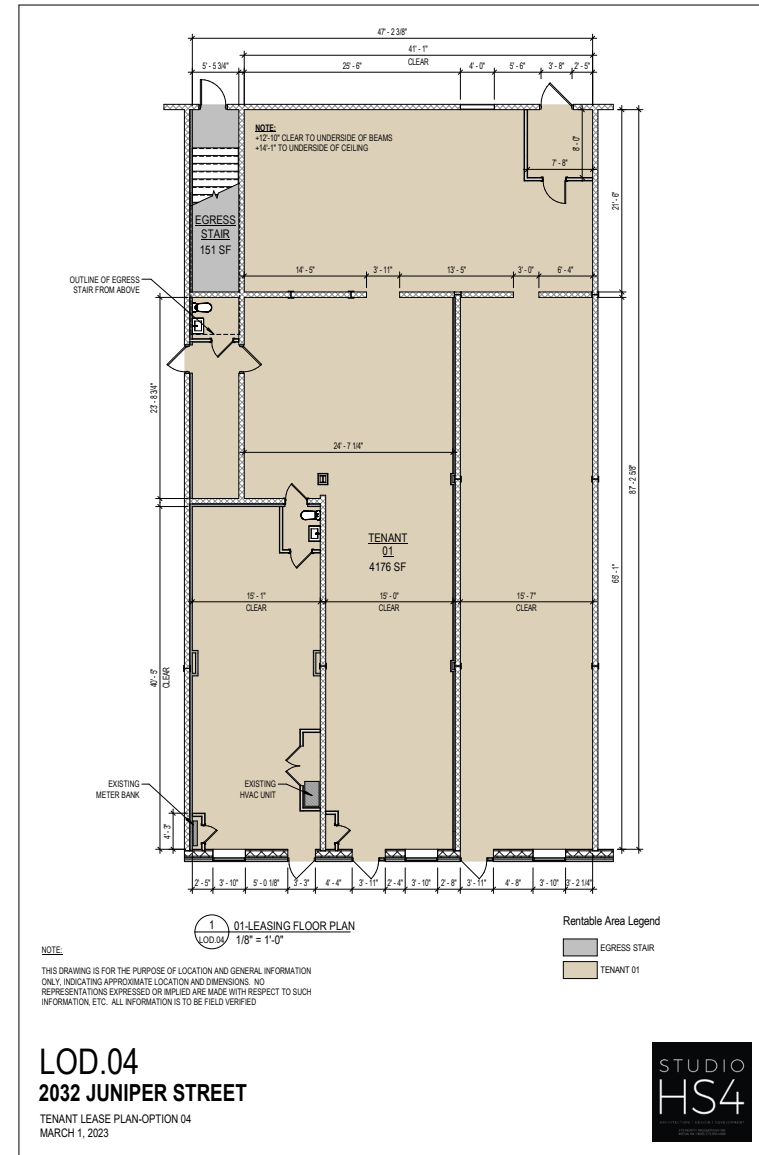 47' - 2 3/8"
41' - 1"
CLEAR
5' - 5 3/4"
25' - 6"
4' - 0"
5' - 6"
3' - 8"
2' - 5"
NOTE:
+12'-10" CLEAR TO UNDERSIDE OF BEAMS
+14'-1" TO UNDERSIDE OF CEILING
8' - 0"
7' - 8"
21' - 6"
EGRESS
STAIR
151 SF
14' - 5"
3' - 11"
13' - 5"
3' - 0"
6' - 4"
OUTLINE OF EGRESS
STAIR FROM ABOVE
23' - 8 3/4"
24' - 7 1/4"
87' - 2 5/8"
TENANT
01
4176 SF
65' - 1"
15' - 1"
CLEAR
15' - 0"
CLEAR
15' - 7"
CLEAR
40' - 5"
CLEAR
EXISTING
METER BANK
EXISTING
HVAC UNIT
4' - 3"
2' - 5"
3' - 10"
5' - 0 1/8"
3' - 3"
4' - 4"
3' - 11"
2' - 4"
3' - 10"
2' - 8"
3' - 11"
4' - 8"
3' - 10"
3' - 2 1/4"
1
LOD.04
01-LEASING FLOOR PLAN
1/8" = 1'-0"
Rentable Area Legend
EGRESS STAIR
TENANT 01
NOTE:
THIS DRAWING IS FOR THE PURPOSE OF LOCATION AND GENERAL INFORMATION
ONLY, INDICATING APPROXIMATE LOCATION AND DIMENSIONS. NO
REPRESENTATIONS EXPRESSED OR IMPLIED ARE MADE WITH RESPECT TO SUCH
INFORMATION, ETC. ALL INFORMATION IS TO BE FIELD VERIFIED
LOD.04
2032 JUNIPER STREET
TENANT LEASE PLAN-OPTION 04
MARCH 1, 2023
STUDIO
HS4
ARCHITECTURE | DESIGN | DEVELOPMENT